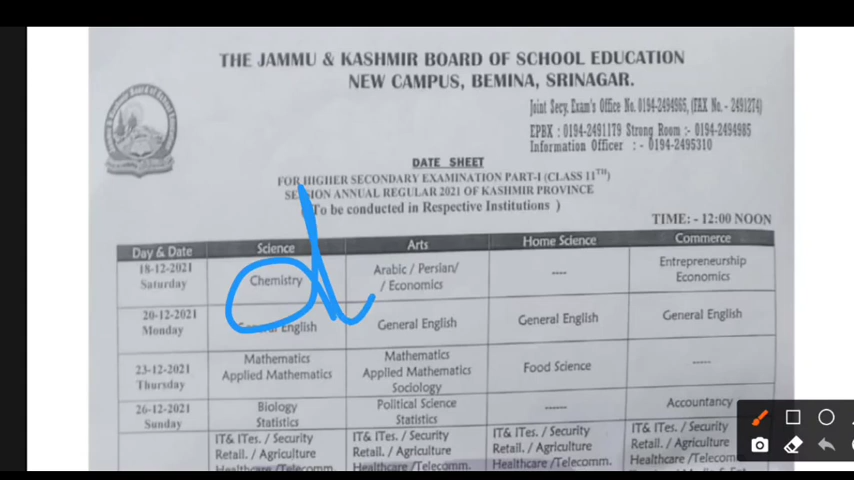 THE JAMMU & KASHMIR BOARD OF SCHOOL EDUCATION
NEW CAMPUS, BEMINA, SRINAGAR.
Joint Secy. Exam's Office No. 0194-2494965, (FAX No. - 2491274)
EPBX : 0194-2491179 Strong Room :- 0194-2494985
Information Officer : - 0194-2495310
DATE SHEET
FOR HIGHER SECONDARY EXAMINATION PART-I (CLASS 11TH)
SESSION ANNUAL REGULAR 2021 OF KASHMIR PROVINCE
(To be conducted in Respective Institutions )
TIME: - 12:00 NOON
Day & Date Science Arts Home Science Commerce
18-12-2021 Saturday Chemistry Arabic / Persian/ / Economics ---- Entrepreneurship Economics
20-12-2021 Monday General English General English General English General English
23-12-2021 Thursday Mathematics Applied Mathematics Mathematics Applied Mathematics Sociology Food Science -----
26-12-2021 Sunday Biology Statistics Political Science Statistics ------ Accountancy
IT& ITes. / Security IT& ITes. / Security IT& ITes. / Security IT& ITes. / Security
Retail. / Agriculture Retail. / Agriculture Retail. / Agriculture Retail. / Agriculture
Healthcare /Telecomm. Healthcare /Telecomm. Healthcare /Telecomm. Healthcare /Telecomm.